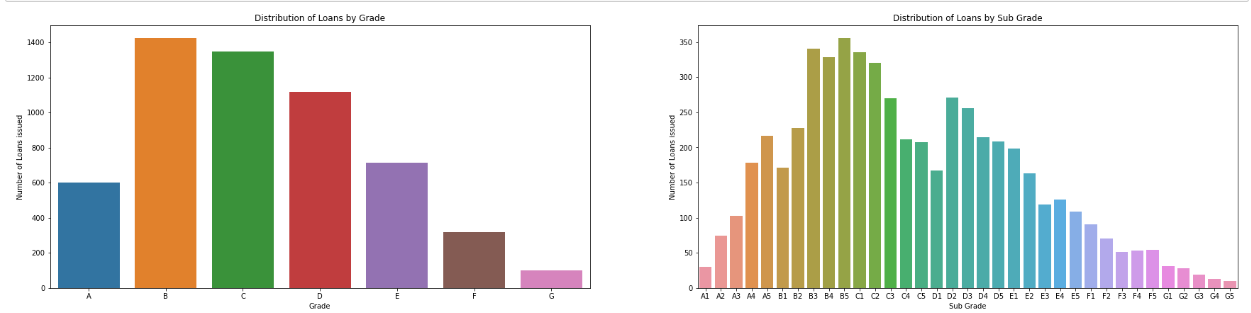 Distribution of Loans by Grade
Number of Loans issued
1400
1200
1000
800
600
400
200
0
A B C D E F G
Grade
Distribution of Loans by Sub Grade
Number of Loans issued
350
300
250
200
150
100
50
0
A1 A2 A3 A4 A5 B1 B2 B3 B4 B5 C1 C2 C3 C4 C5 D1 D2 D3 D4 D5 E1 E2 E3 E4 E5 F1 F2 F3 F4 F5 G1 G2 G3 G4 G5
Sub Grade